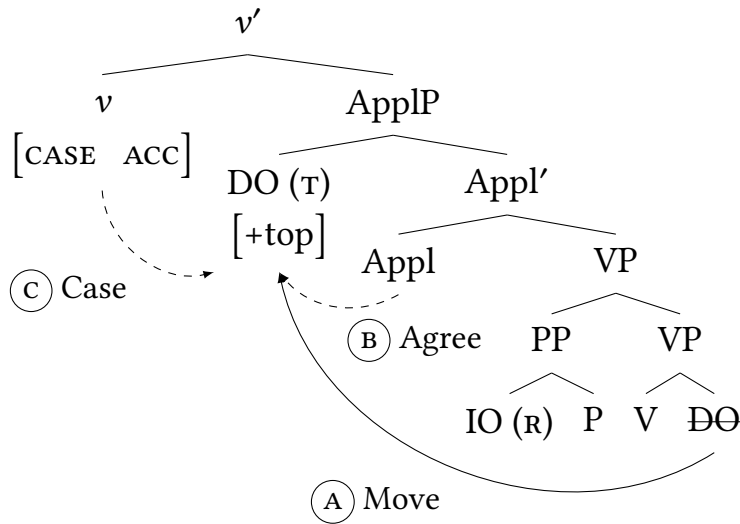 v′
v ApplP
[CASE ACC] DO (T) Appl′
[+top] Appl VP
C Case
B Agree PP VP
IO (R) P V DO
A Move